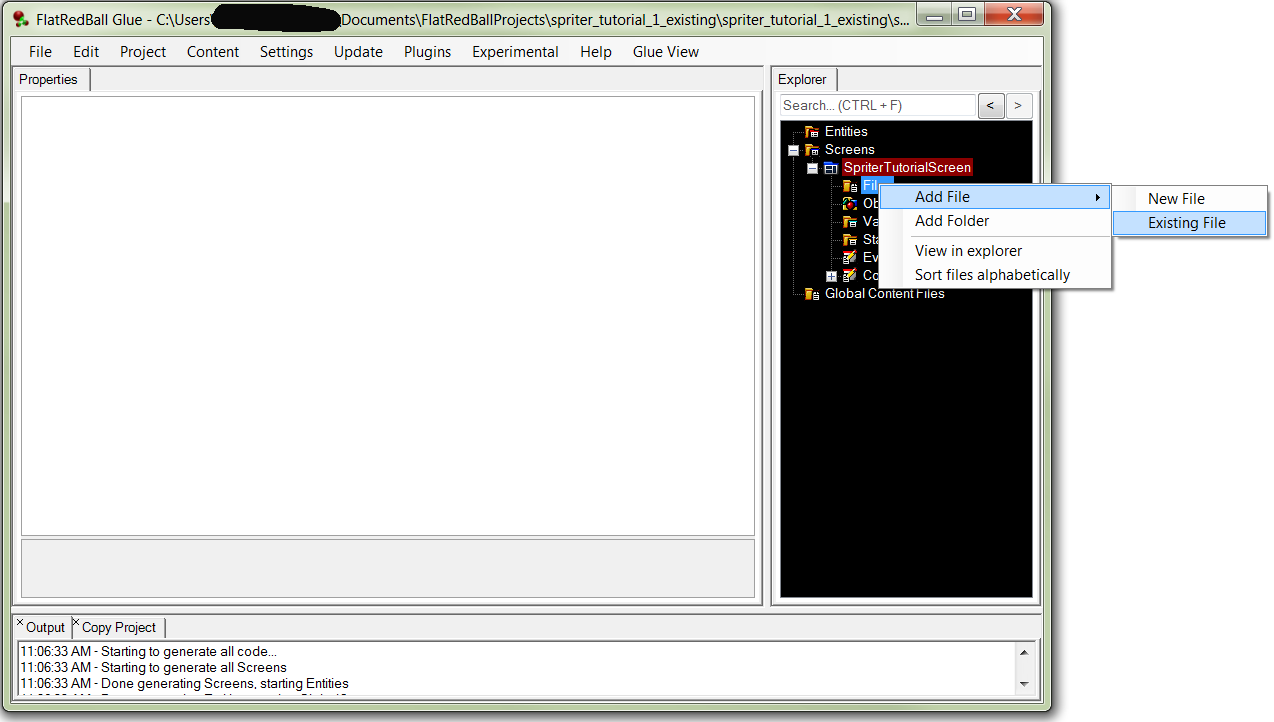 FlatRedBall Glue - C:\Users\ Documents\FlatRedBallProjects\spriter_tutorial_1_existing\spriter_tutorial_1_existing\s...
File Edit Project Content Settings Update Plugins Experimental Help Glue View
Properties
Explorer
Search... (CTRL + F)
< >
Entities
Screens
SpriterTutorialScreen
Fil
Ob
Va
Sta
Ev
Co
Global Content Files
Add File
Add Folder
View in explorer
Sort files alphabetically
New File
Existing File
Output Copy Project
11:06:33 AM - Starting to generate all code...
11:06:33 AM - Starting to generate all Screens
11:06:33 AM - Done generating Screens, starting Entities